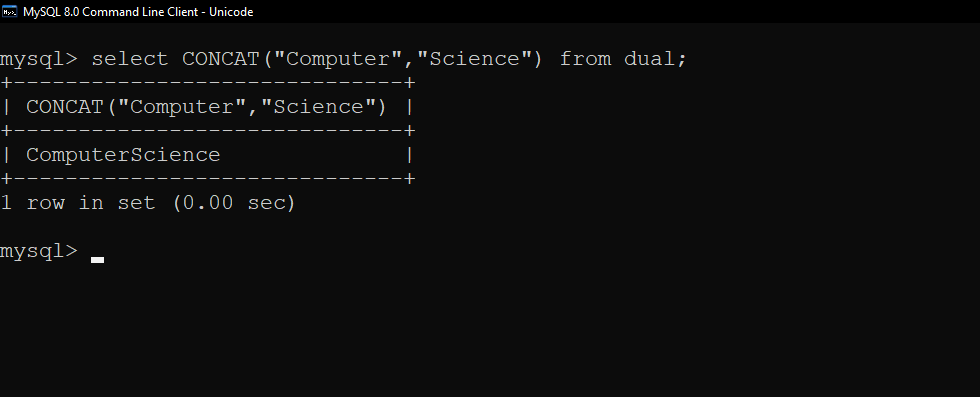 MySQL 8.0 Command Line Client - Unicode
mysql> select CONCAT("Computer","Science") from dual;
+------------------------------+
| CONCAT("Computer","Science") |
+------------------------------+
| ComputerScience              |
+------------------------------+
1 row in set (0.00 sec)
mysql>